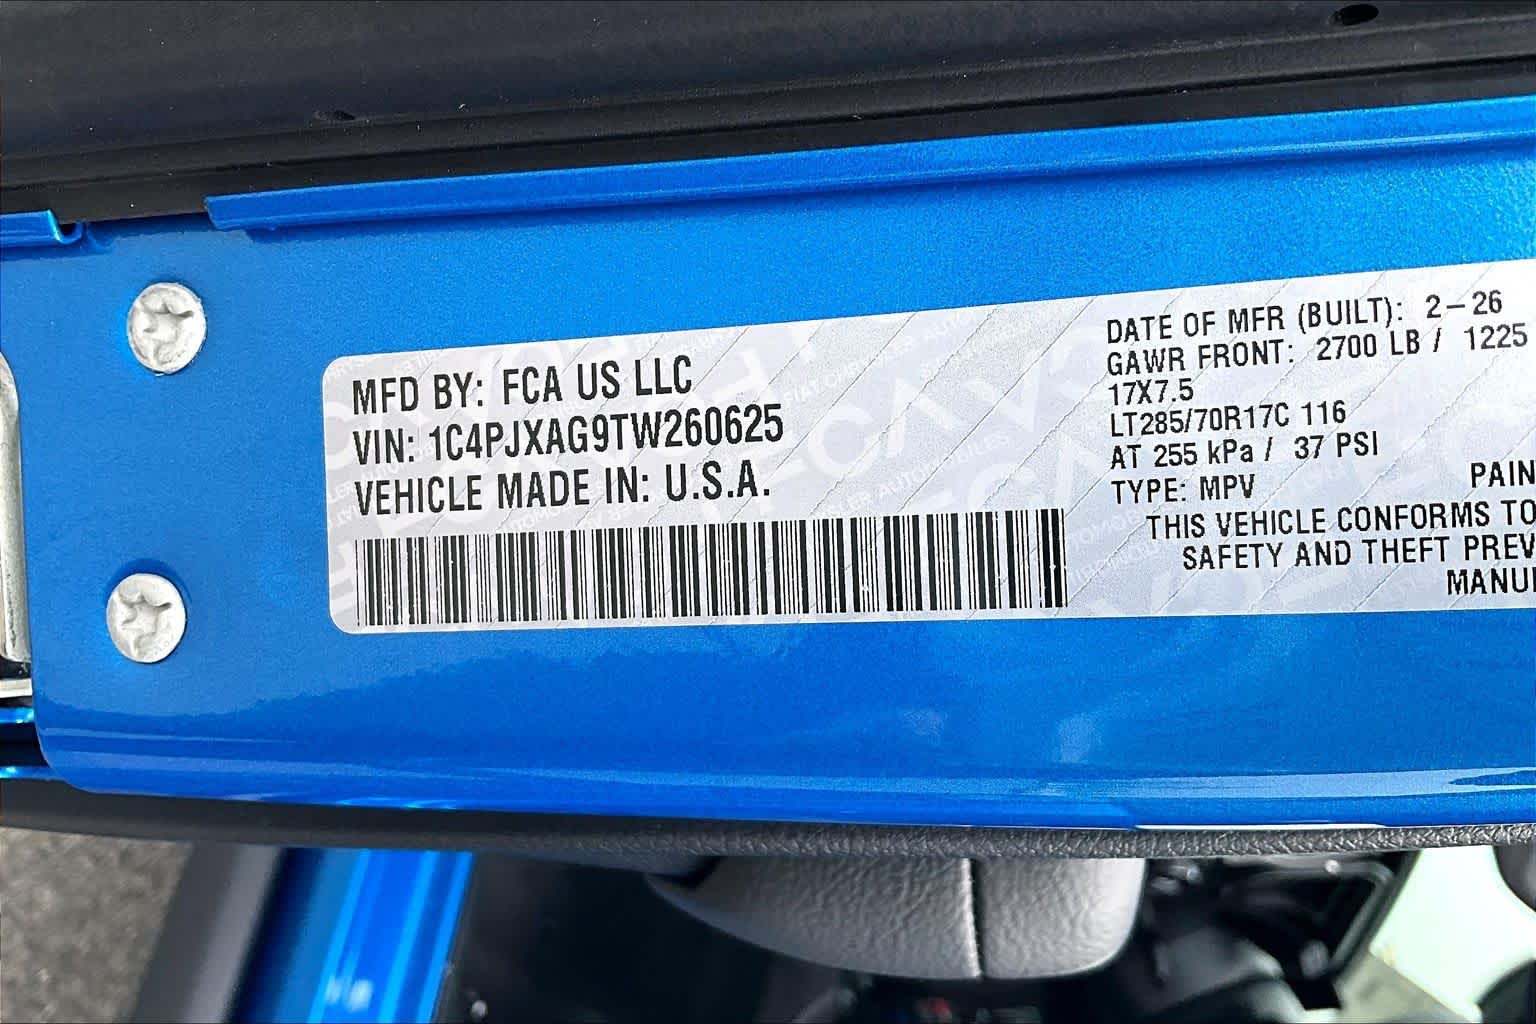 MFD BY: FCA US LLC
VIN: 1C4PJXAG9TW260625
VEHICLE MADE IN: U.S.A.
DATE OF MFR (BUILT): 2-26
GAWR FRONT: 2700 LB / 1225
17X7.5
LT285/70R17C 116
AT 255 kPa / 37 PSI
TYPE: MPV
PAIN
THIS VEHICLE CONFORMS TO
SAFETY AND THEFT PREV
MANU